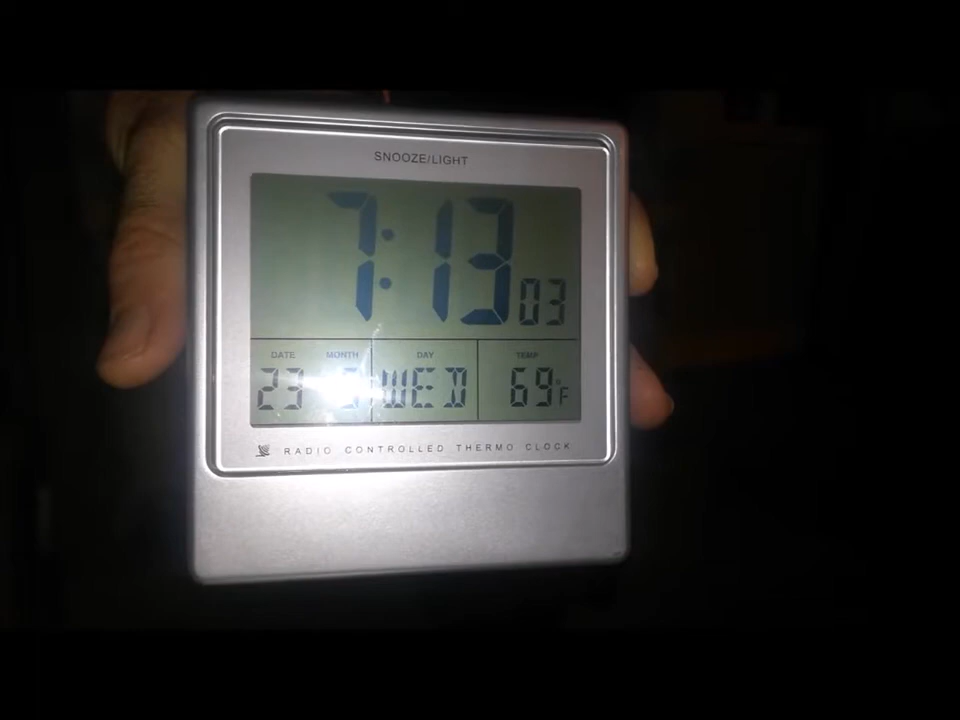 SNOOZE/LIGHT
7:13 03
DATE MONTH DAY TEMP
23 WED 69°F
RADIO CONTROLLED THERMO CLOCK